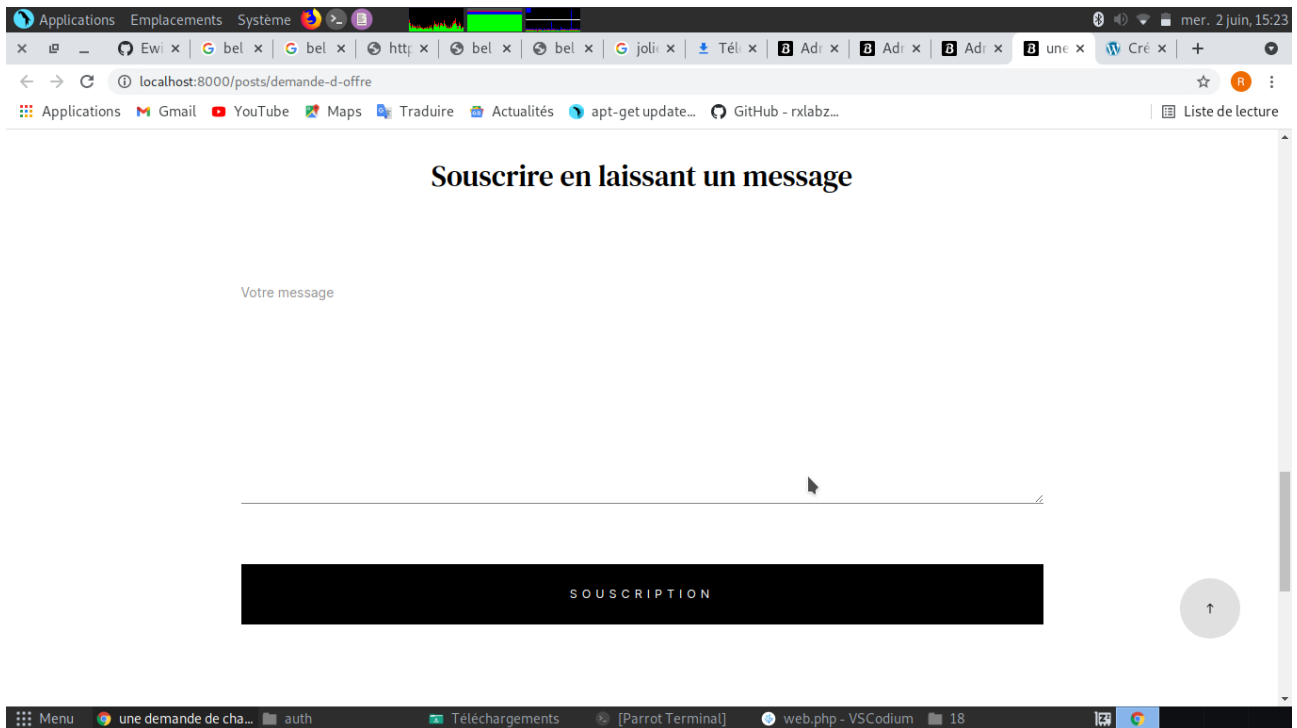 Applications Emplacements Système mer. 2 juin, 15:23
Ewi bel bel http bel bel jolie Télé Adr Adr Adr une Cré
localhost:8000/posts/demande-d-offre R
Applications Gmail YouTube Maps Traduire Actualités apt-get update... GitHub - rxlabz... Liste de lecture
Souscrire en laissant un message
Votre message
SOUSCRIPTION
Menu une demande de cha... auth Téléchargements [Parrot Terminal] web.php - VSCodium 18